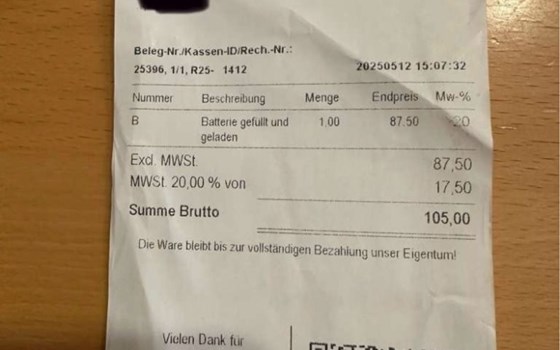 Beleg-Nr./Kassen-ID/Rech.-Nr.:
25396, 1/1, R25- 1412 20250512 15:07:32
Nummer Beschreibung Menge Endpreis Mw-%
B Batterie gefüllt und 1,00 87,50 20
geladen
Excl. MWSt. 87,50
MWSt. 20,00 % von 17,50
Summe Brutto 105,00
Die Ware bleibt bis zur vollständigen Bezahlung unser Eigentum!
Vielen Dank für